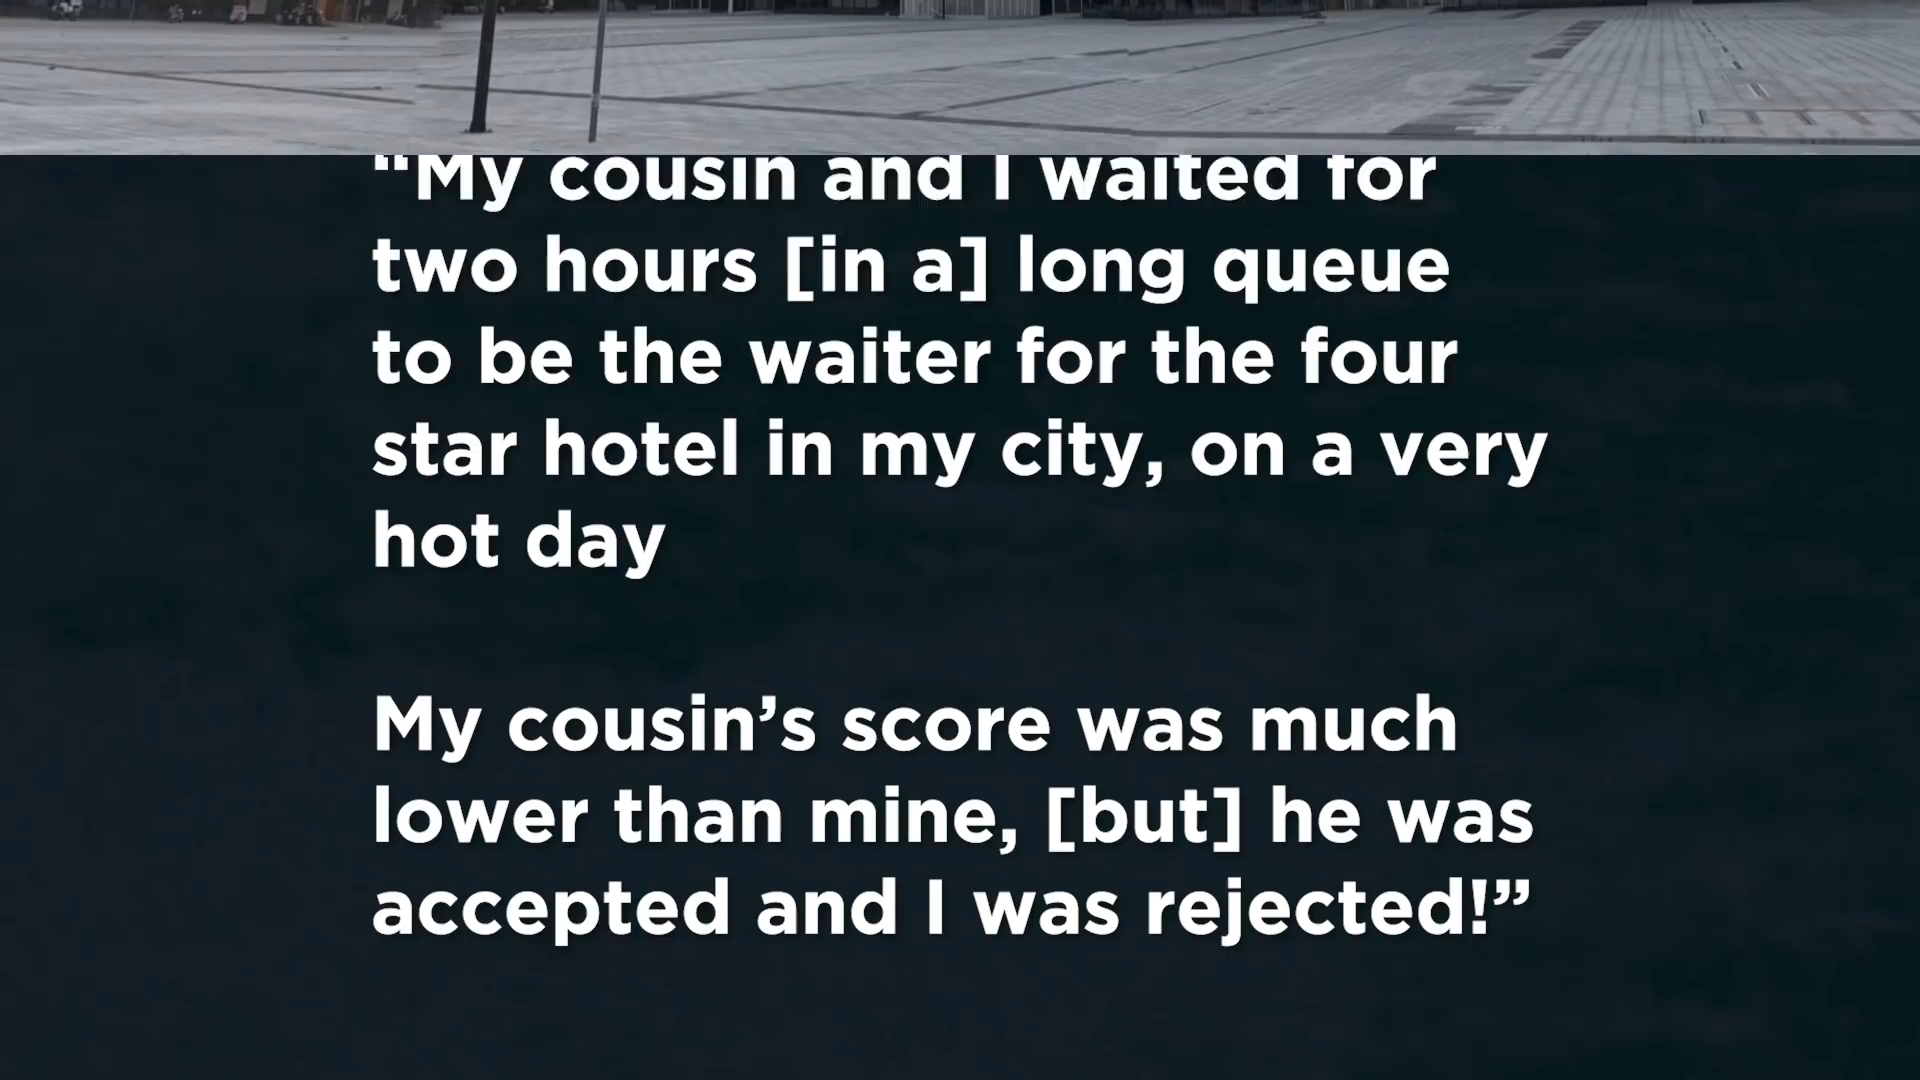 “My cousin and I waited for
two hours [in a] long queue
to be the waiter for the four
star hotel in my city, on a very
hot day
My cousin’s score was much
lower than mine, [but] he was
accepted and I was rejected!”